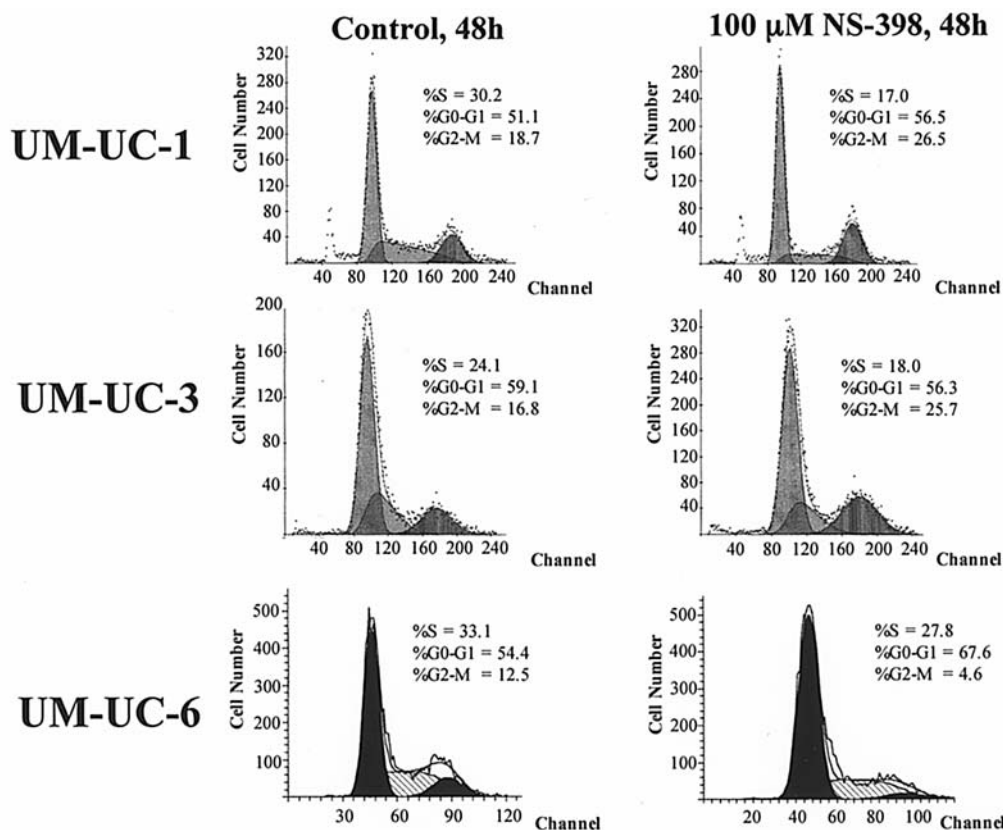 Control, 48h
100 μM NS-398, 48h
UM-UC-1
Cell Number
320
280
240
200
160
120
80
40
%S = 30.2
%G0-G1 = 51.1
%G2-M = 18.7
40 80 120 160 200 240
Channel
Cell Number
280
240
200
160
120
80
40
%S = 17.0
%G0-G1 = 56.5
%G2-M = 26.5
40 80 120 160 200 240
Channel
UM-UC-3
Cell Number
200
160
120
80
40
%S = 24.1
%G0-G1 = 59.1
%G2-M = 16.8
40 80 120 160 200 240
Channel
Cell Number
320
280
240
200
160
120
80
40
%S = 18.0
%G0-G1 = 56.3
%G2-M = 25.7
40 80 120 160 200 240
Channel
UM-UC-6
Cell Number
500
400
300
200
100
%S = 33.1
%G0-G1 = 54.4
%G2-M = 12.5
30 60 90 120
Channel
Cell Number
500
400
300
200
100
%S = 27.8
%G0-G1 = 67.6
%G2-M = 4.6
0 20 40 60 80 100
Channel